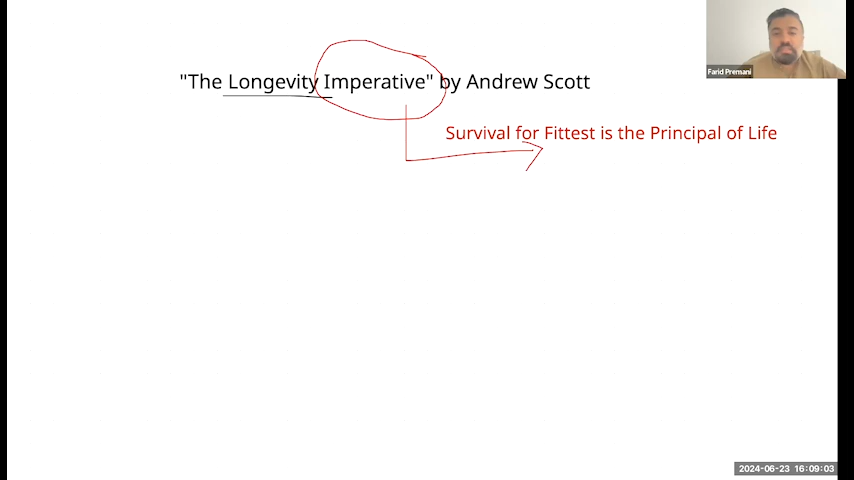 "The Longevity Imperative" by Andrew Scott
Survival for Fittest is the Principal of Life
Farid Premani
2024-06-23 16:09:03